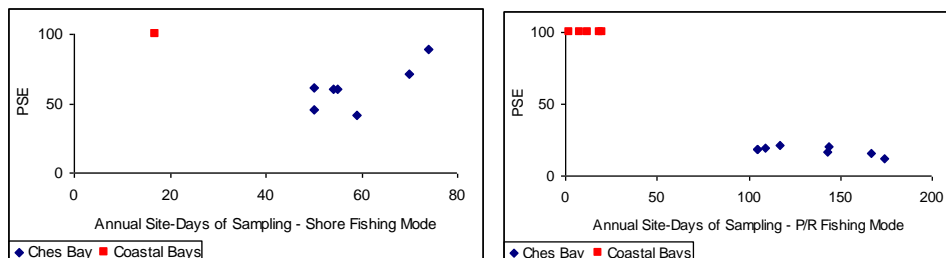 100
50
0
PSE
0 20 40 60 80
Annual Site-Days of Sampling - Shore Fishing Mode
Ches Bay Coastal Bays
100
50
0
PSE
0 50 100 150 200
Annual Site-Days of Sampling - P/R Fishing Mode
Ches Bay Coastal Bays